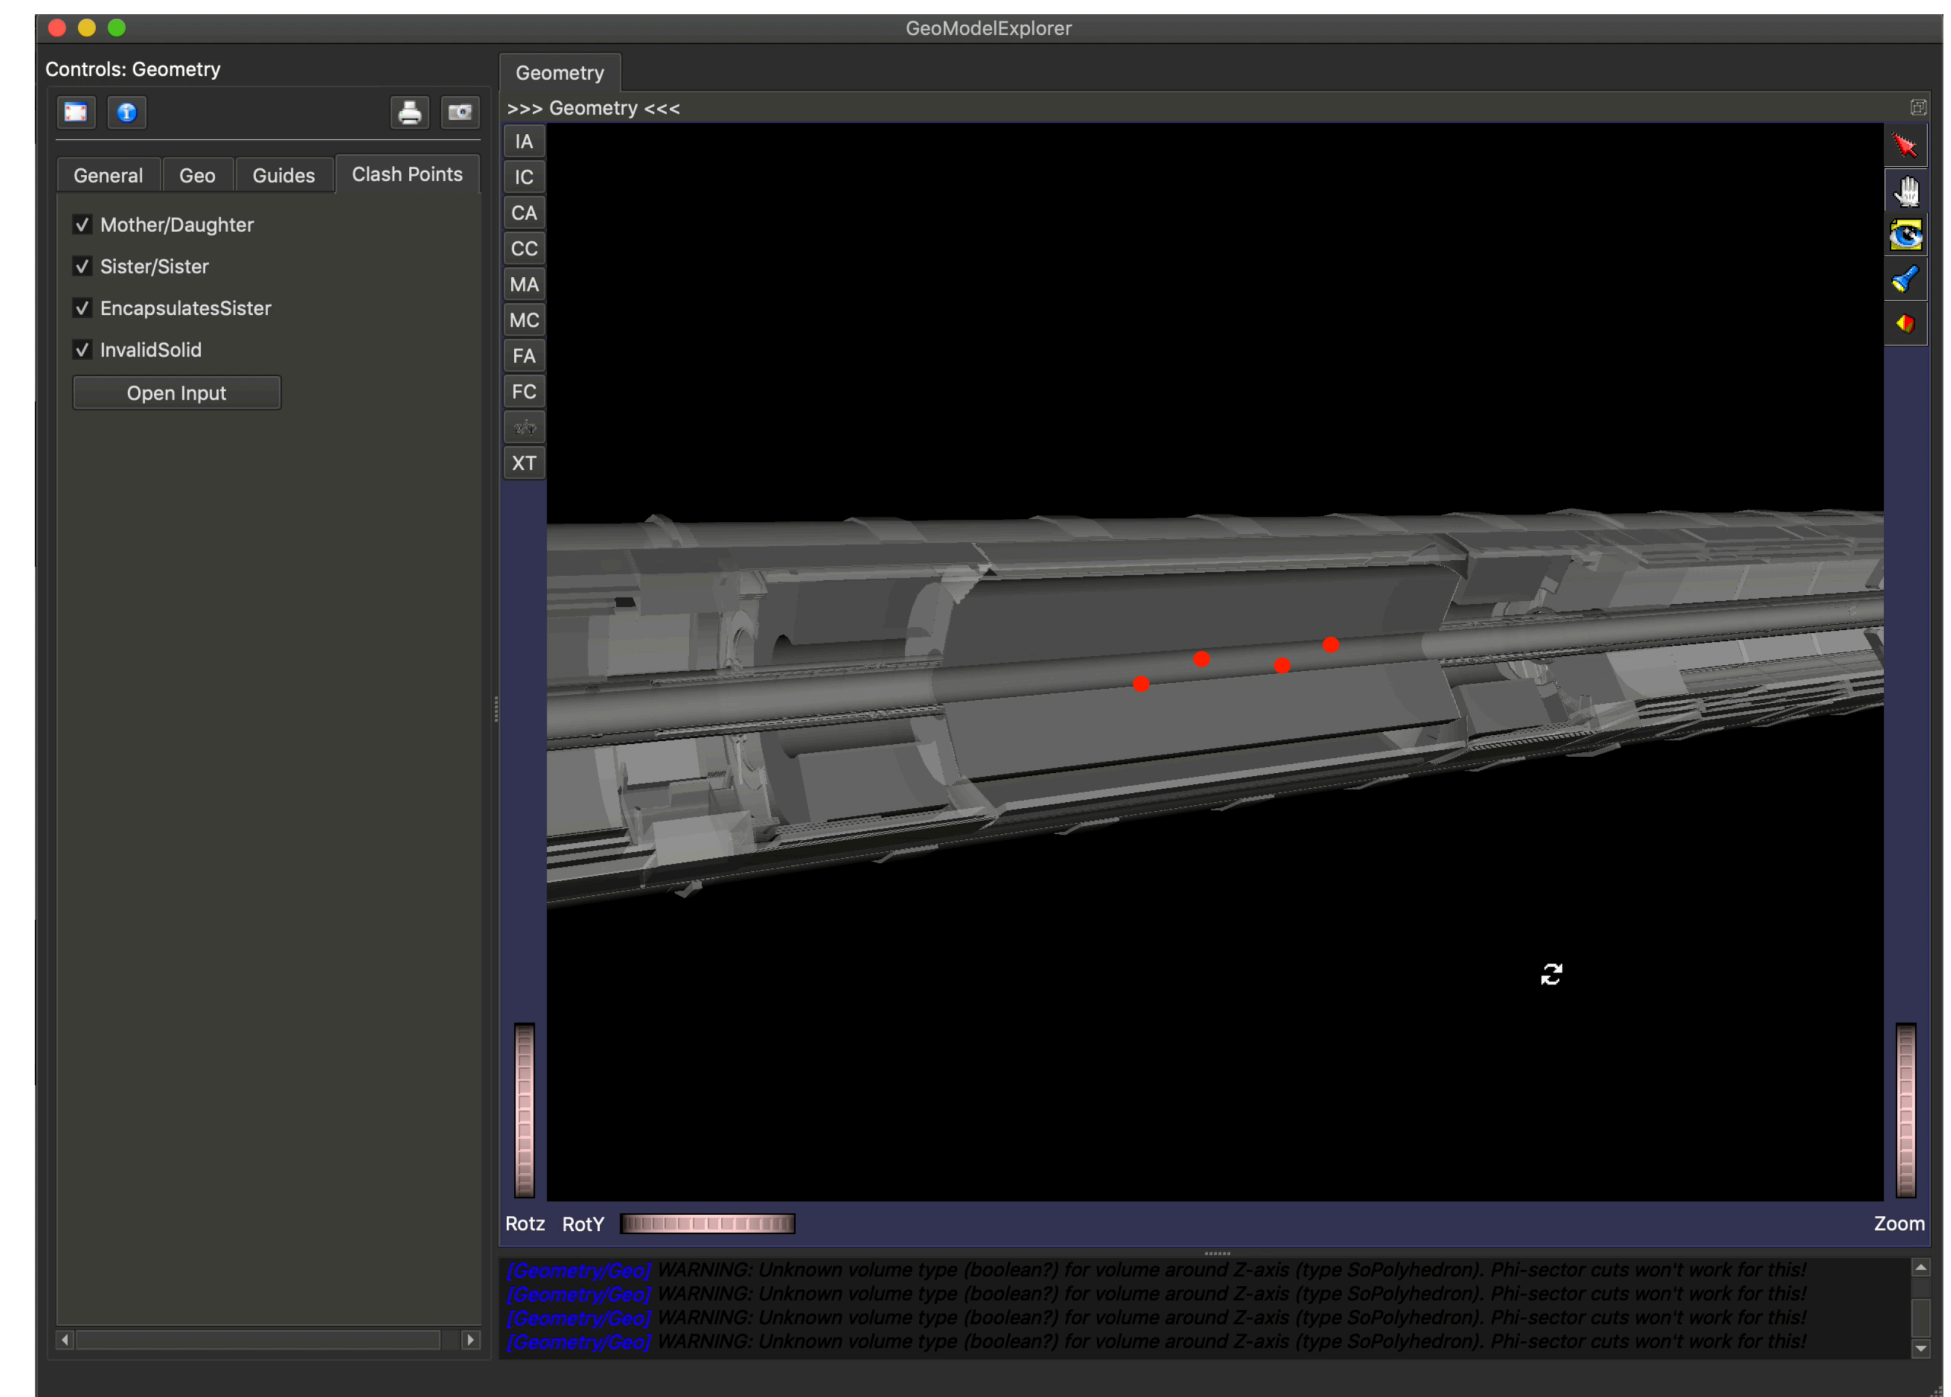 GeoModelExplorer
Controls: Geometry
General Geo Guides Clash Points
Mother/Daughter
Sister/Sister
EncapsulatesSister
InvalidSolid
Open Input
Geometry
>>> Geometry <<<
IA
IC
CA
CC
MA
MC
FA
FC
XT
Rotz RotY Zoom
[Geometry/Geo] WARNING: Unknown volume type (boolean?) for volume around Z-axis (type SoPolyhedron). Phi-sector cuts won't work for this!
[Geometry/Geo] WARNING: Unknown volume type (boolean?) for volume around Z-axis (type SoPolyhedron). Phi-sector cuts won't work for this!
[Geometry/Geo] WARNING: Unknown volume type (boolean?) for volume around Z-axis (type SoPolyhedron). Phi-sector cuts won't work for this!
[Geometry/Geo] WARNING: Unknown volume type (boolean?) for volume around Z-axis (type SoPolyhedron). Phi-sector cuts won't work for this!